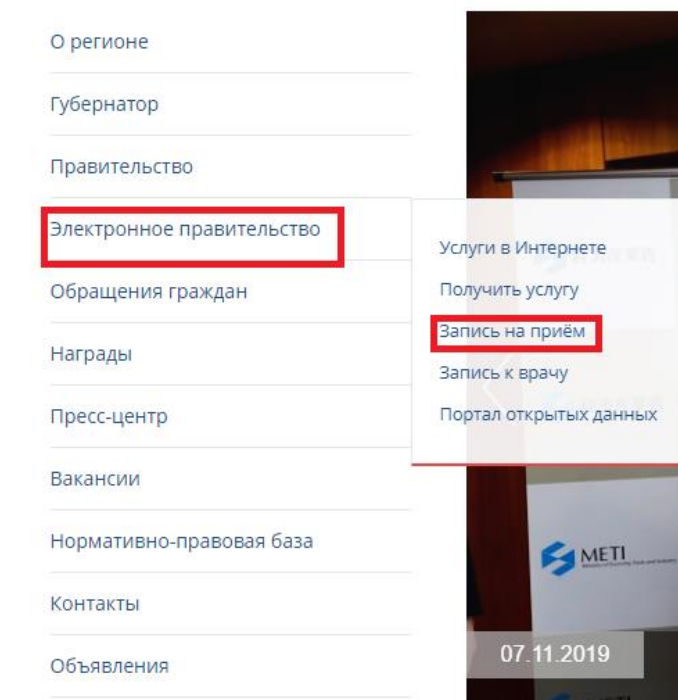 О регионе
Губернатор
Правительство
Электронное правительство
Обращения граждан
Награды
Пресс-центр
Вакансии
Нормативно-правовая база
Контакты
Объявления
Услуги в Интернете
Получить услугу
Запись на приём
Запись к врачу
Портал открытых данных
METI
07.11.2019